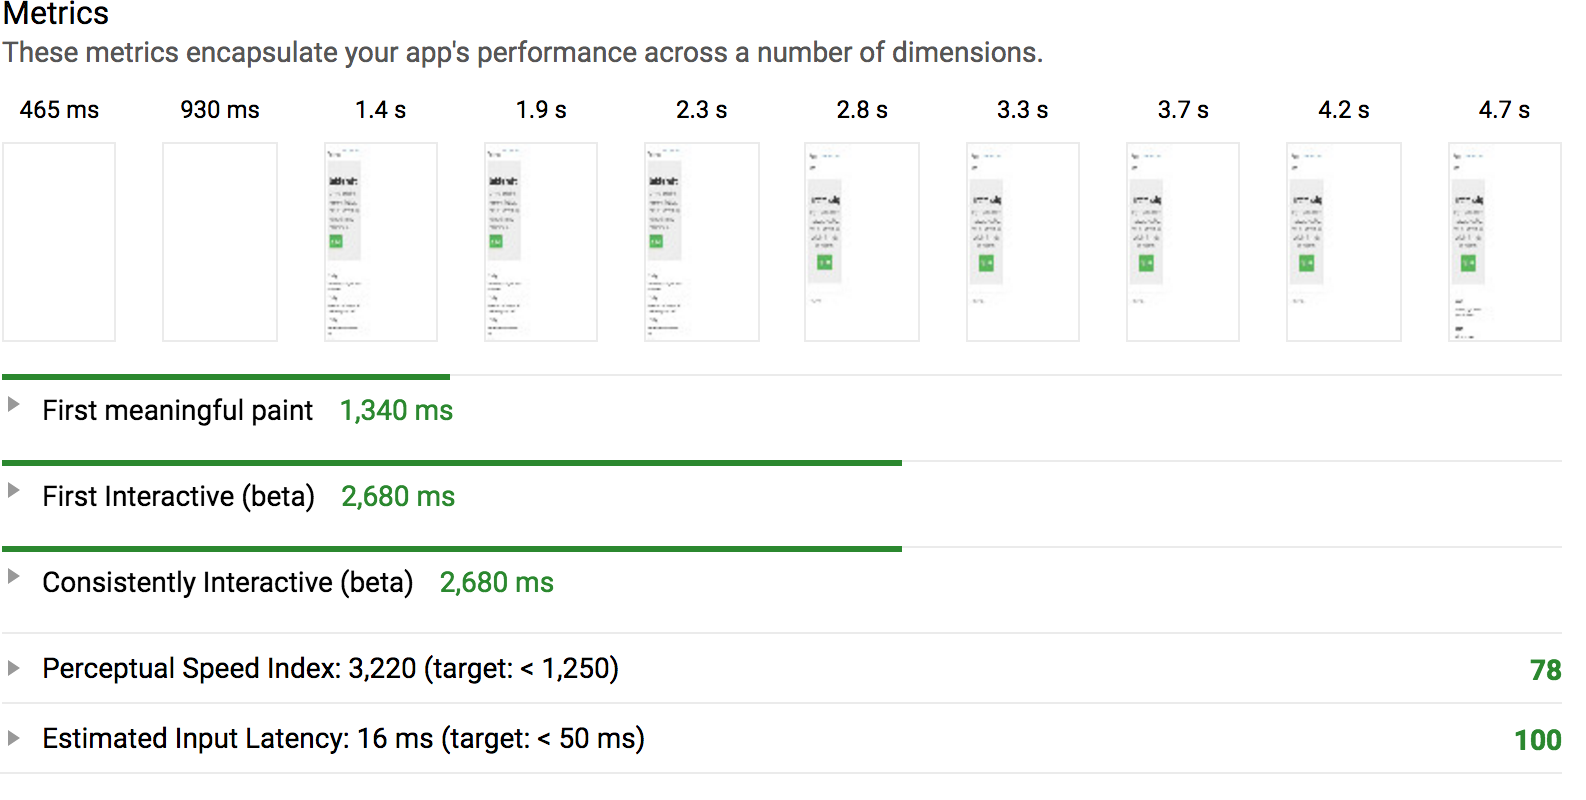 Metrics
These metrics encapsulate your app's performance across a number of dimensions.
465 ms 930 ms 1.4 s 1.9 s 2.3 s 2.8 s 3.3 s 3.7 s 4.2 s 4.7 s
First meaningful paint 1,340 ms
First Interactive (beta) 2,680 ms
Consistently Interactive (beta) 2,680 ms
Perceptual Speed Index: 3,220 (target: < 1,250) 78
Estimated Input Latency: 16 ms (target: < 50 ms) 100